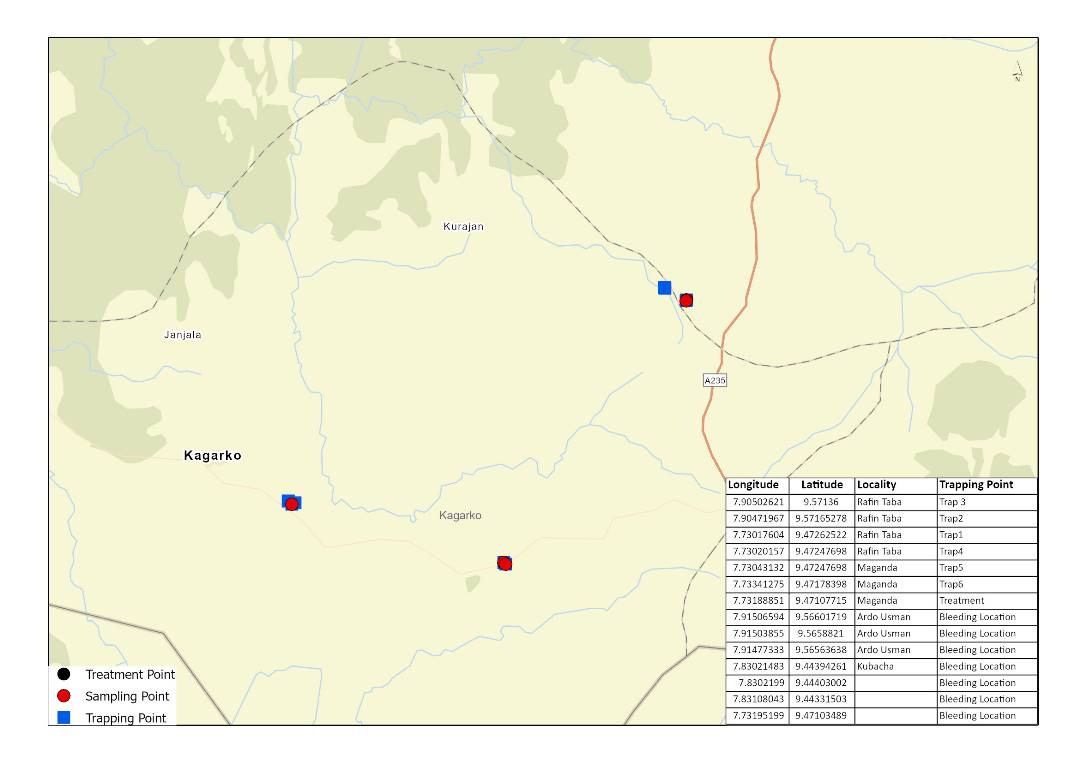 N
Kurajan
Janjala
A235
Kagarko
Kagarko
Longitude Latitude Locality Trapping Point
7.90502621 9.57136 Rafin Taba Trap 3
7.90471967 9.57165278 Rafin Taba Trap2
7.73017604 9.47262522 Rafin Taba Trap1
7.73020157 9.47247698 Rafin Taba Trap4
7.73043132 9.47247698 Maganda Trap5
7.73341275 9.47178398 Maganda Trap6
7.73188851 9.47107715 Maganda Treatment
7.91506594 9.56601719 Ardo Usman Bleeding Location
7.91503855 9.5658821 Ardo Usman Bleeding Location
7.91477333 9.56563638 Ardo Usman Bleeding Location
7.83021483 9.44394261 Kubacha Bleeding Location
7.8302199 9.44403002 Bleeding Location
7.83108043 9.44331503 Bleeding Location
7.73195199 9.47103489 Bleeding Location
Treatment Point
Sampling Point
Trapping Point